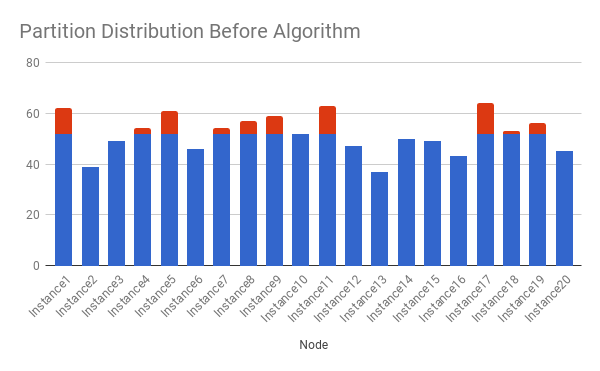 Partition Distribution Before Algorithm
80
60
40
20
0
Instance1
Instance2
Instance3
Instance4
Instance5
Instance6
Instance7
Instance8
Instance9
Instance10
Instance11
Instance12
Instance13
Instance14
Instance15
Instance16
Instance17
Instance18
Instance19
Instance20
Node